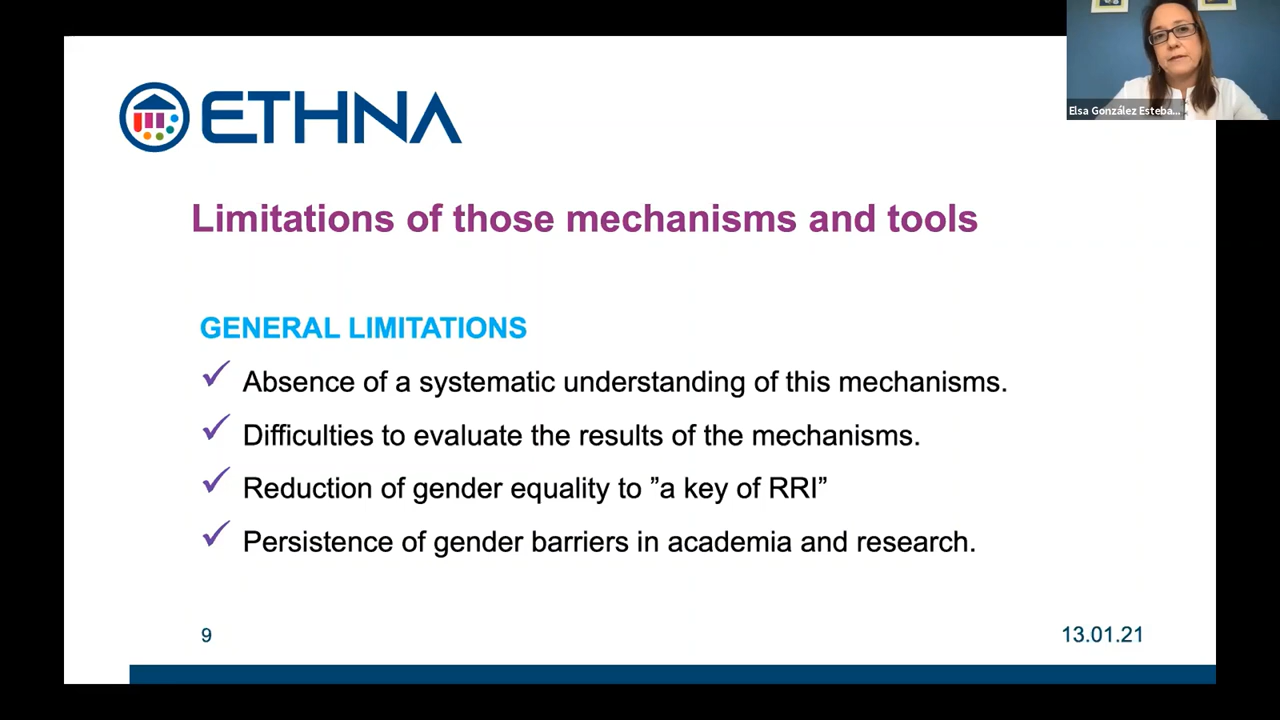 Elsa González Esteba...
ETHNA
Limitations of those mechanisms and tools
GENERAL LIMITATIONS
✓ Absence of a systematic understanding of this mechanisms.
✓ Difficulties to evaluate the results of the mechanisms.
✓ Reduction of gender equality to ”a key of RRI”
✓ Persistence of gender barriers in academia and research.
9
13.01.21